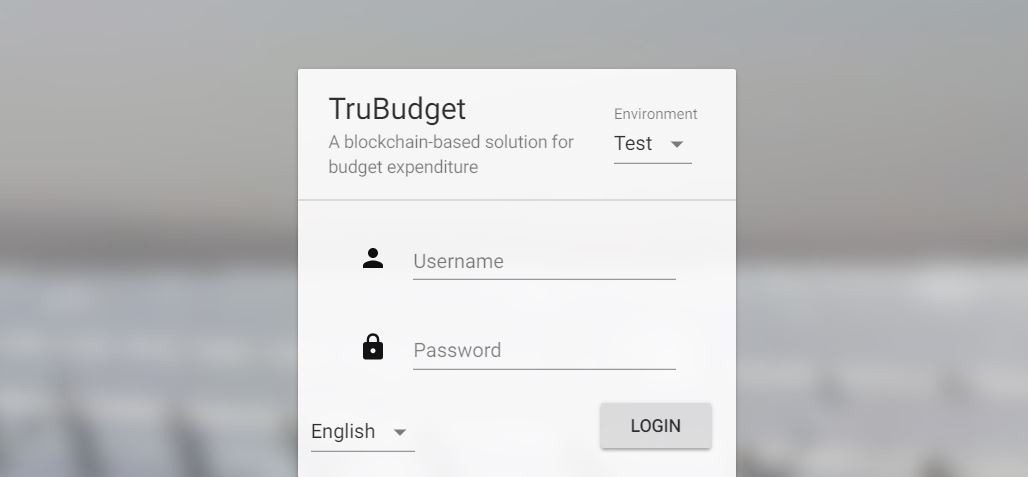 TruBudget
A blockchain-based solution for
budget expenditure
Environment
Test
Username
Password
English
LOGIN